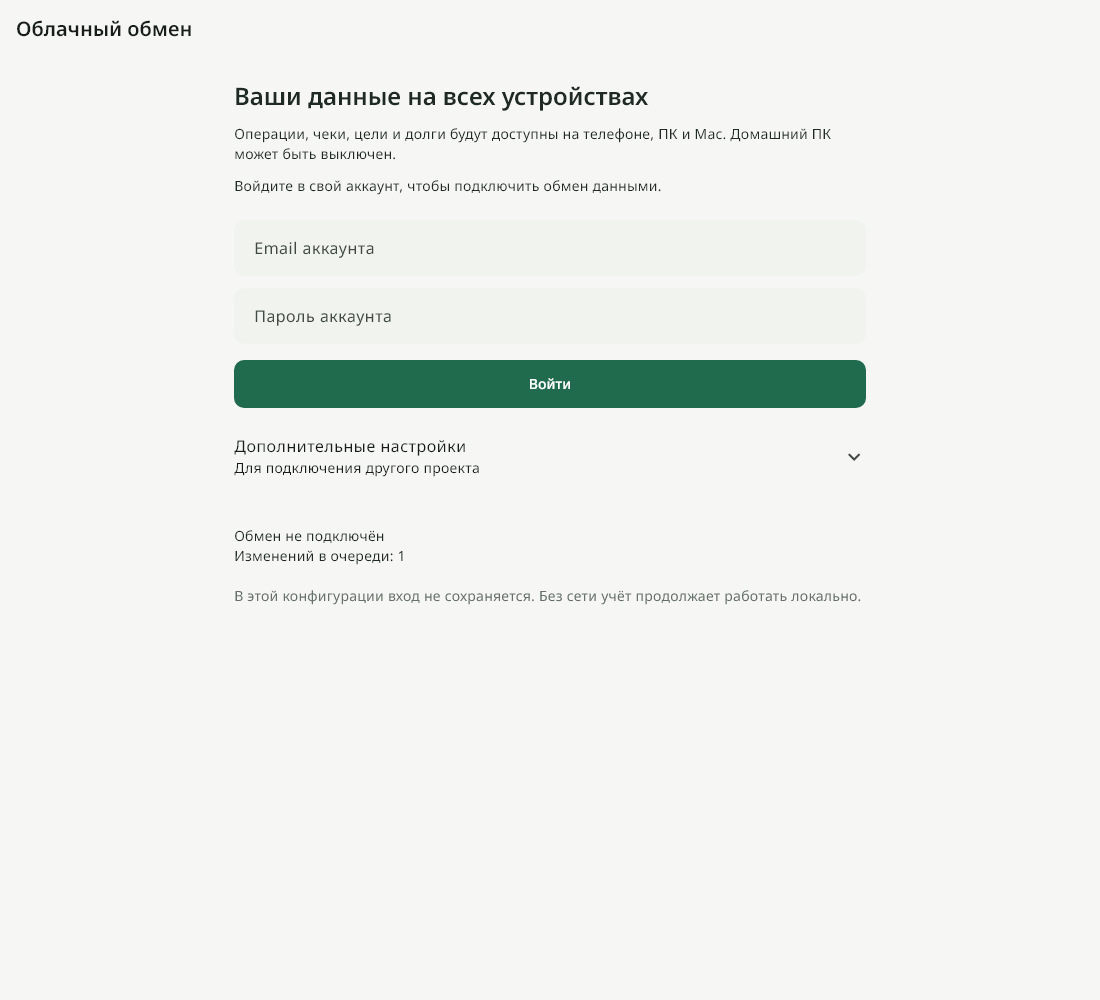 Облачный обмен
Ваши данные на всех устройствах
Операции, чеки, цели и долги будут доступны на телефоне, ПК и Mac. Домашний ПК
может быть выключен.
Войдите в свой аккаунт, чтобы подключить обмен данными.
Email аккаунта
Пароль аккаунта
Войти
Дополнительные настройки
Для подключения другого проекта
Обмен не подключён
Изменений в очереди: 1
В этой конфигурации вход не сохраняется. Без сети учёт продолжает работать локально.